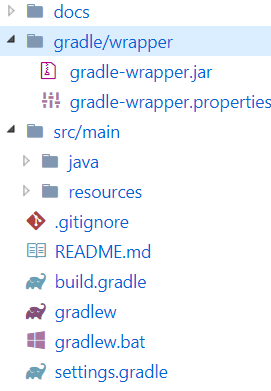 docs
gradle/wrapper
gradle-wrapper.jar
gradle-wrapper.properties
src/main
java
resources
.gitignore
README.md
build.gradle
gradlew
gradlew.bat
settings.gradle